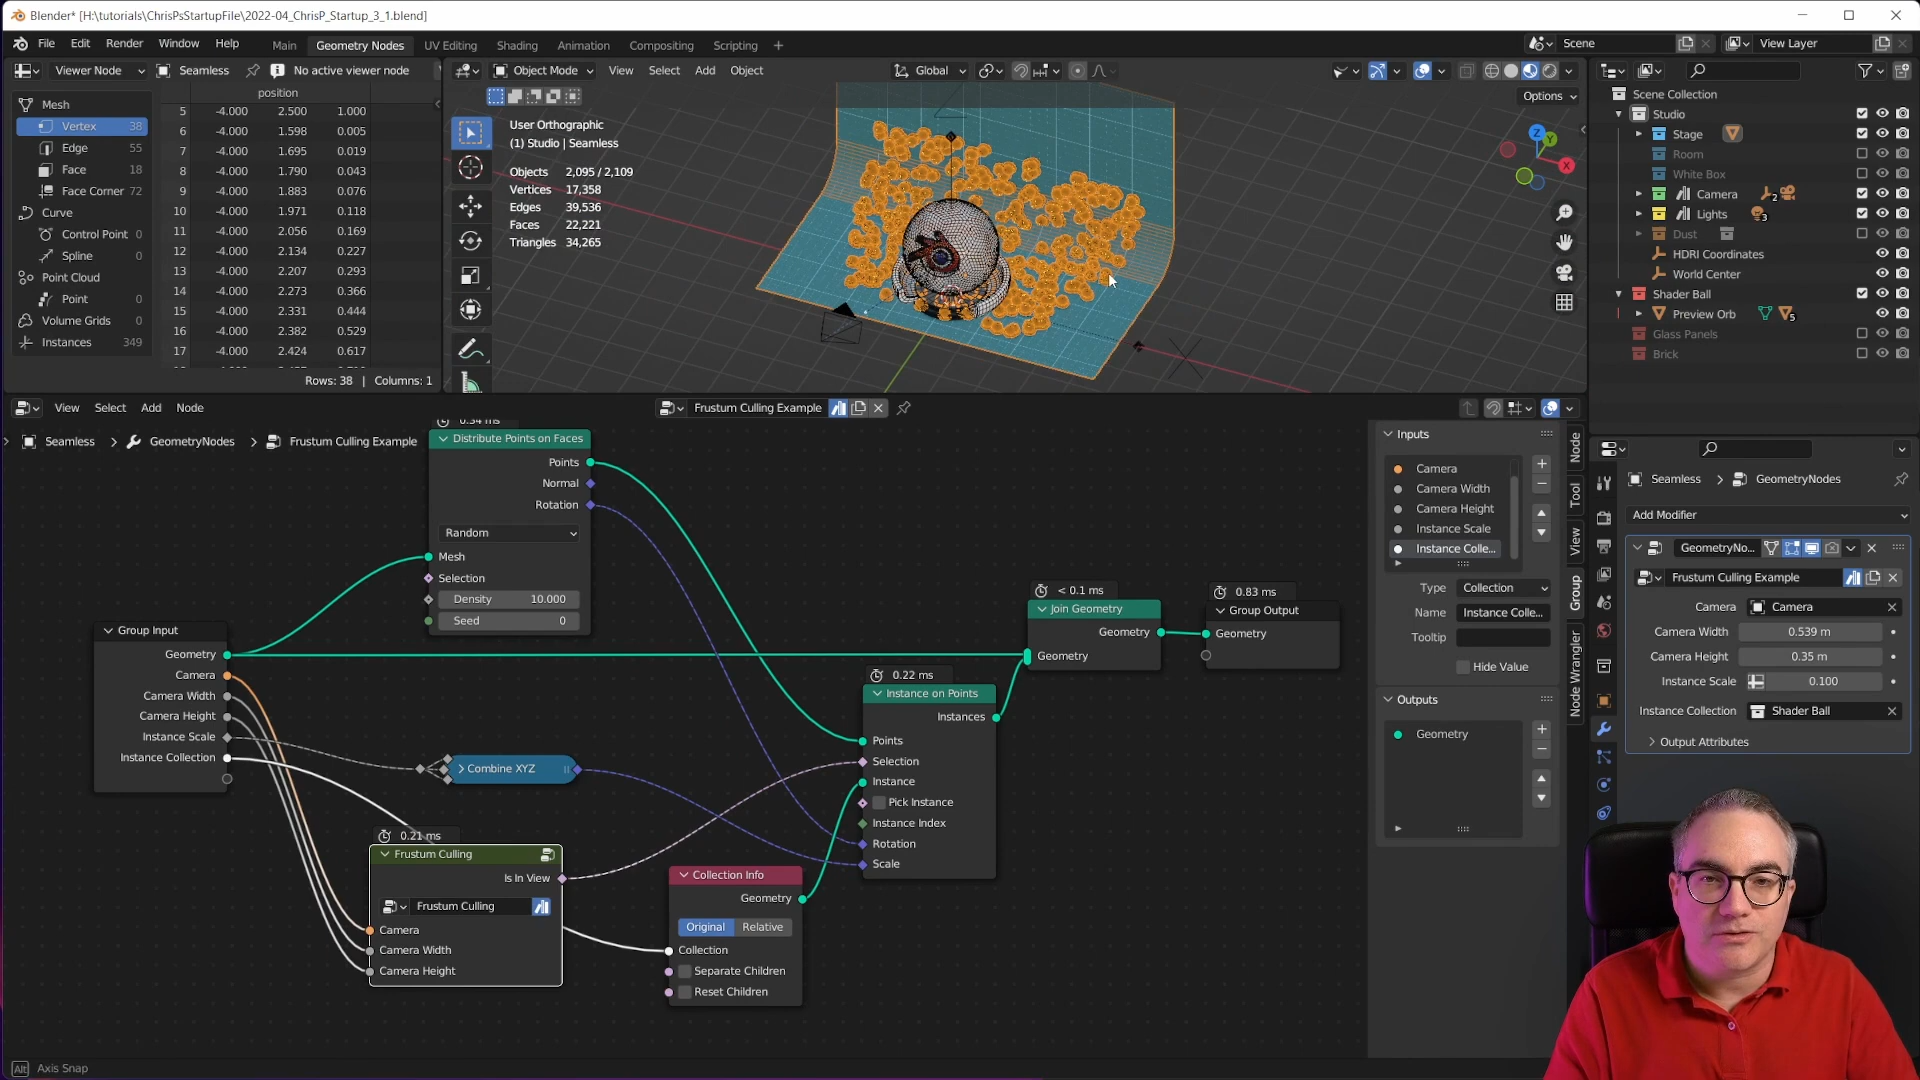 Blender* [H:\tutorials\ChrisPsStartupFile\2022-04_ChrisP_Startup_3_1.blend]
File Edit Render Window Help Main Geometry Nodes UV Editing Shading Animation Compositing Scripting + Scene View Layer
Viewer Node Seamless No active viewer node
position
Mesh
Vertex 38
Edge 55
Face 18
Face Corner 72
Curve
Control Point 0
Spline 0
Point Cloud
Point 0
Volume Grids 0
Instances 349
5 -4.000 2.500 1.000
6 -4.000 1.598 0.005
7 -4.000 1.695 0.019
8 -4.000 1.790 0.043
9 -4.000 1.883 0.076
10 -4.000 1.971 0.118
11 -4.000 2.056 0.169
12 -4.000 2.134 0.227
13 -4.000 2.207 0.293
14 -4.000 2.273 0.366
15 -4.000 2.331 0.444
16 -4.000 2.382 0.529
17 -4.000 2.424 0.617
Rows: 38 | Columns: 1
Object Mode View Select Add Object Global
Options
User Orthographic
(1) Studio | Seamless
Objects 2,095 / 2,109
Vertices 17,358
Edges 39,536
Faces 22,221
Triangles 34,265
Z
Y
X
Scene Collection
Studio
Stage
Room
White Box
Camera 2
Lights 3
Dust
HDRI Coordinates
World Center
Shader Ball
Preview Orb 5
Glass Panels
Brick
View Select Add Node Frustum Culling Example
Seamless > GeometryNodes > Frustum Culling Example
0.34 ms
Distribute Points on Faces
Points
Normal
Rotation
Random
Mesh
Selection
Density 10.000
Seed 0
Group Input
Geometry
Camera
Camera Width
Camera Height
Instance Scale
Instance Collection
Combine XYZ
0.21 ms
Frustum Culling
Is In View
Frustum Culling
Camera
Camera Width
Camera Height
Collection Info
Geometry
Original Relative
Collection
Separate Children
Reset Children
0.22 ms
Instance on Points
Instances
Points
Selection
Instance
Pick Instance
Instance Index
Rotation
Scale
< 0.1 ms
Join Geometry
Geometry
Geometry
0.83 ms
Group Output
Geometry
Inputs
Camera
Camera Width
Camera Height
Instance Scale
Instance Colle...
Type Collection
Name Instance Colle...
Tooltip
Hide Value
Outputs
Geometry
Node
Tool
View
Group
Node Wrangler
Seamless > GeometryNodes
Add Modifier
GeometryNo...
Frustum Culling Example
Camera Camera
Camera Width 0.539 m
Camera Height 0.35 m
Instance Scale 0.100
Instance Collection Shader Ball
Output Attributes
Alt Axis Snap